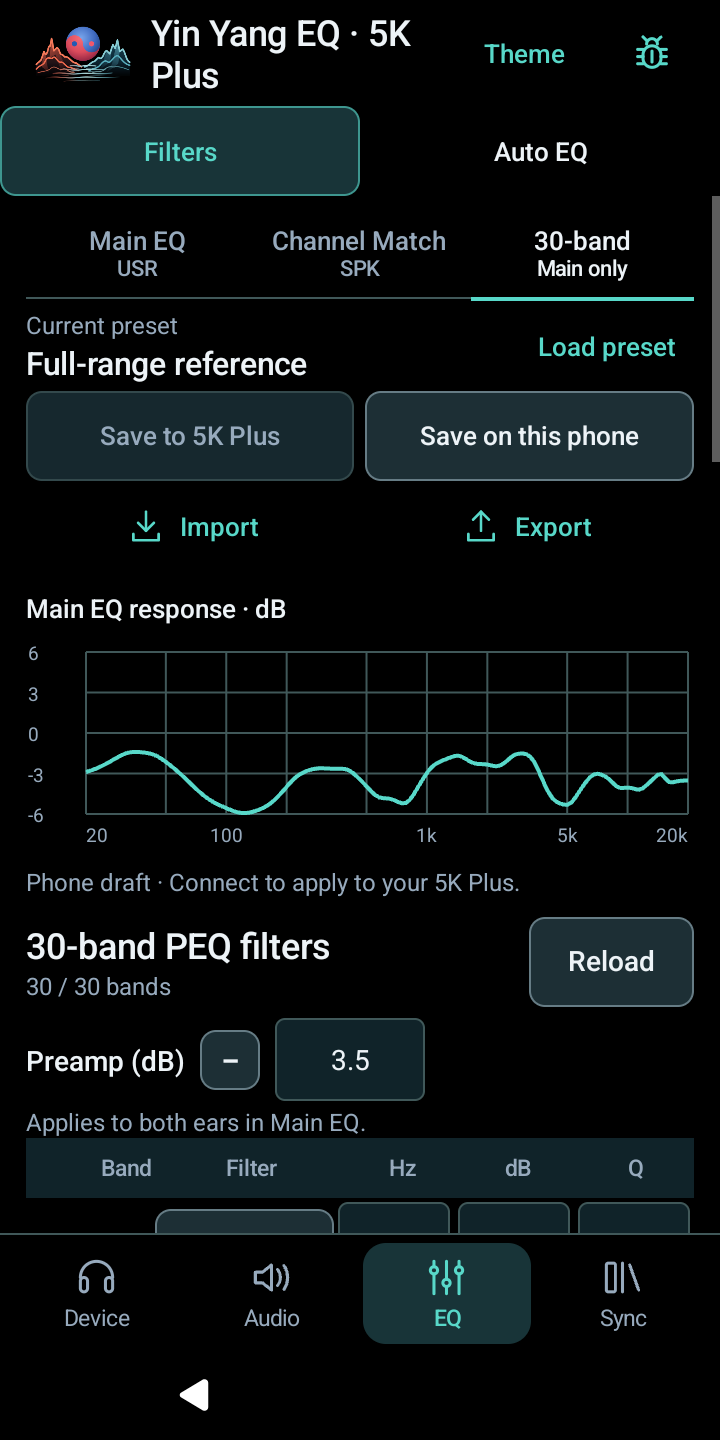 Yin Yang EQ · 5K
Plus
Theme
Filters
Auto EQ
Main EQ
USR
Channel Match
SPK
30-band
Main only
Current preset
Full-range reference
Load preset
Save to 5K Plus
Save on this phone
Import
Export
Main EQ response · dB
6
3
0
-3
-6
20
100
1k
5k
20k
Phone draft · Connect to apply to your 5K Plus.
30-band PEQ filters
30 / 30 bands
Reload
Preamp (dB)
−
3.5
Applies to both ears in Main EQ.
Band
Filter
Hz
dB
Q
Device
Audio
EQ
Sync